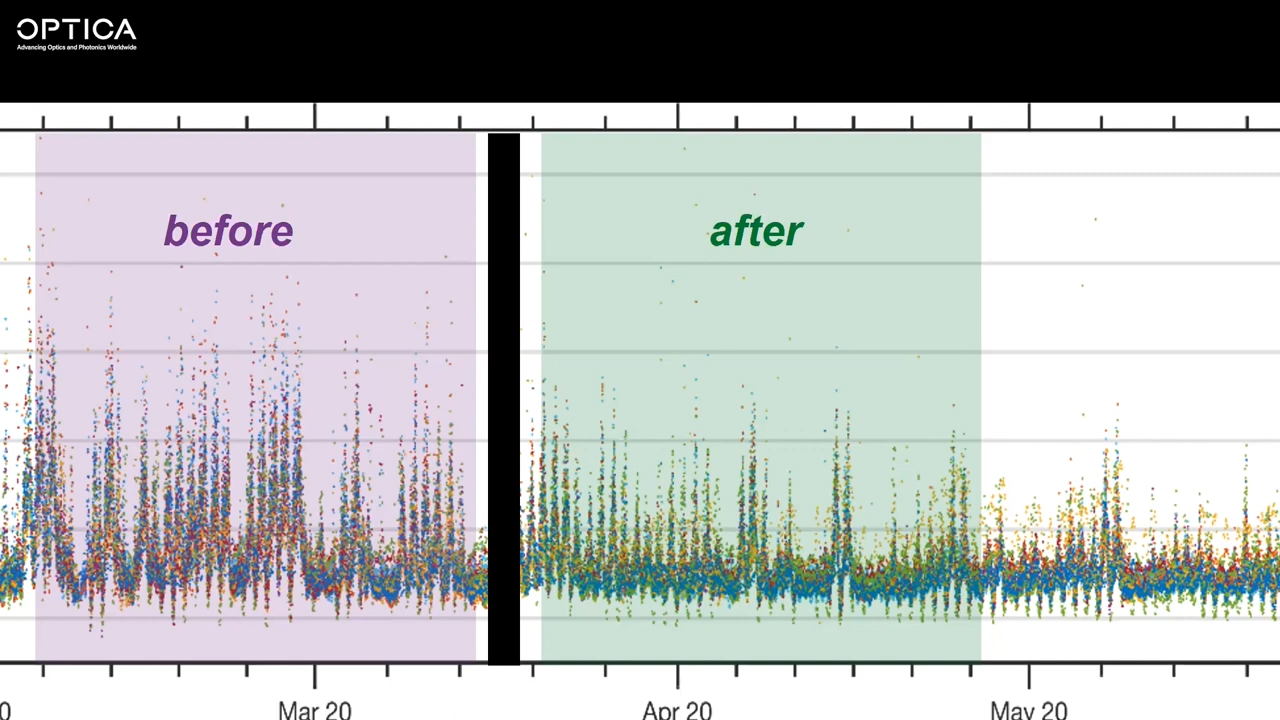 OPTICA
Advancing Optics and Photonics Worldwide
before
after
0
Mar 20
Apr 20
May 20